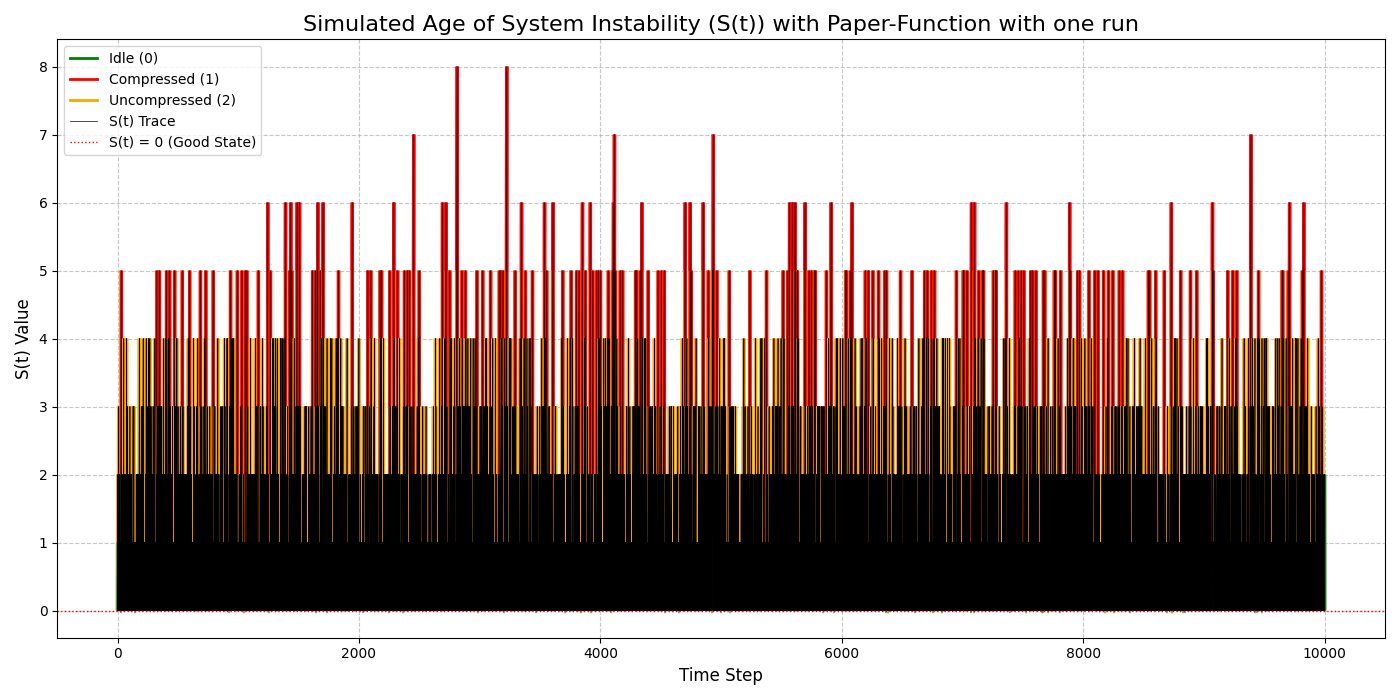 Simulated Age of System Instability (S(t)) with Paper-Function with one run
Idle (0)
Compressed (1)
Uncompressed (2)
S(t) Trace
S(t) = 0 (Good State)
S(t) Value
8
7
6
5
4
3
2
1
0
0 2000 4000 6000 8000 10000
Time Step